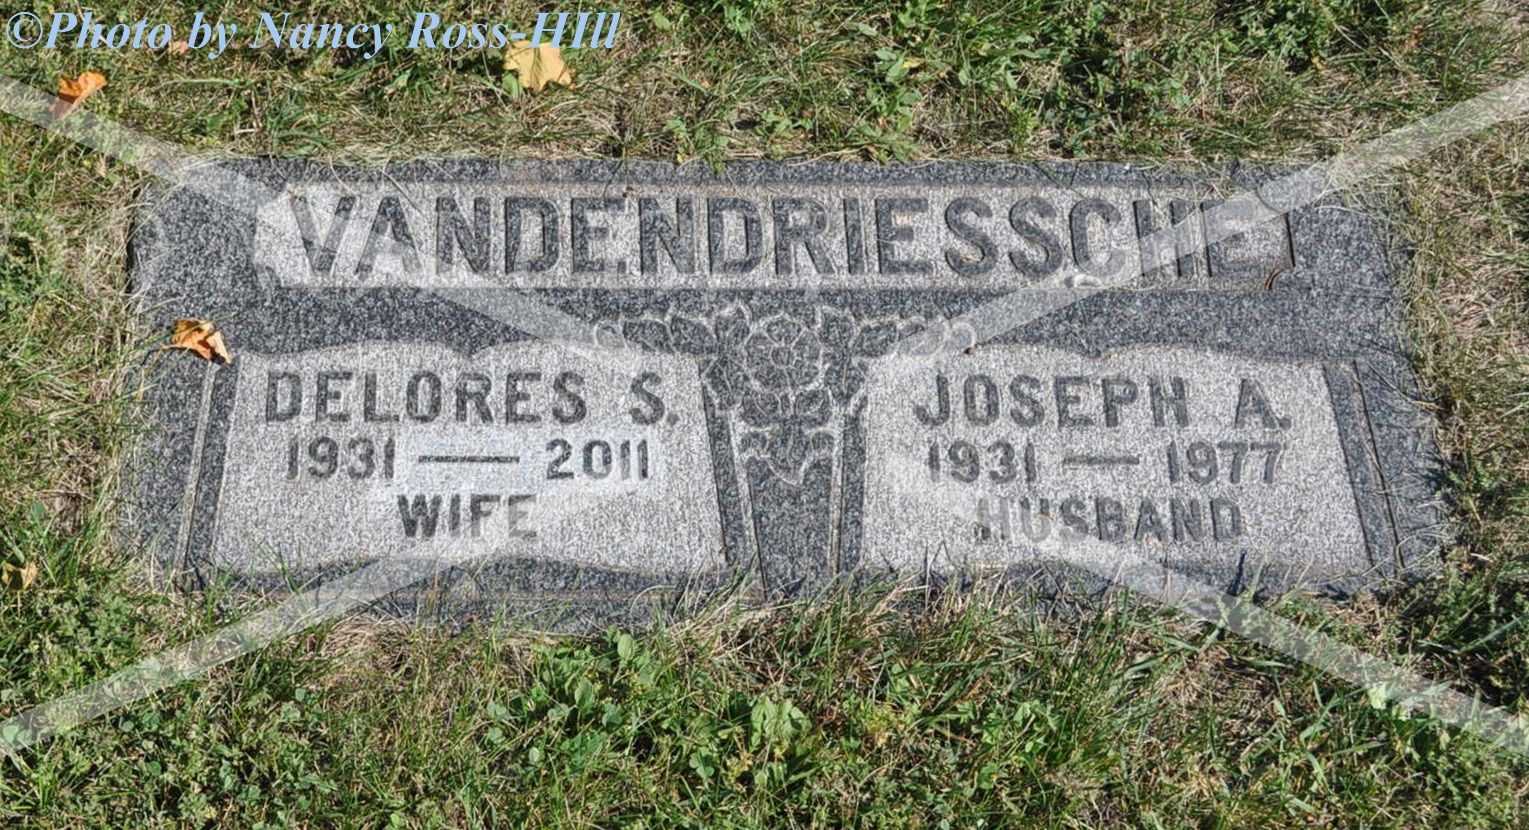 ©Photo by Nancy Ross-HIll
VANDENDRIESSCHE
DELORES S.
1931 — 2011
WIFE
JOSEPH A.
1931 — 1977
HUSBAND